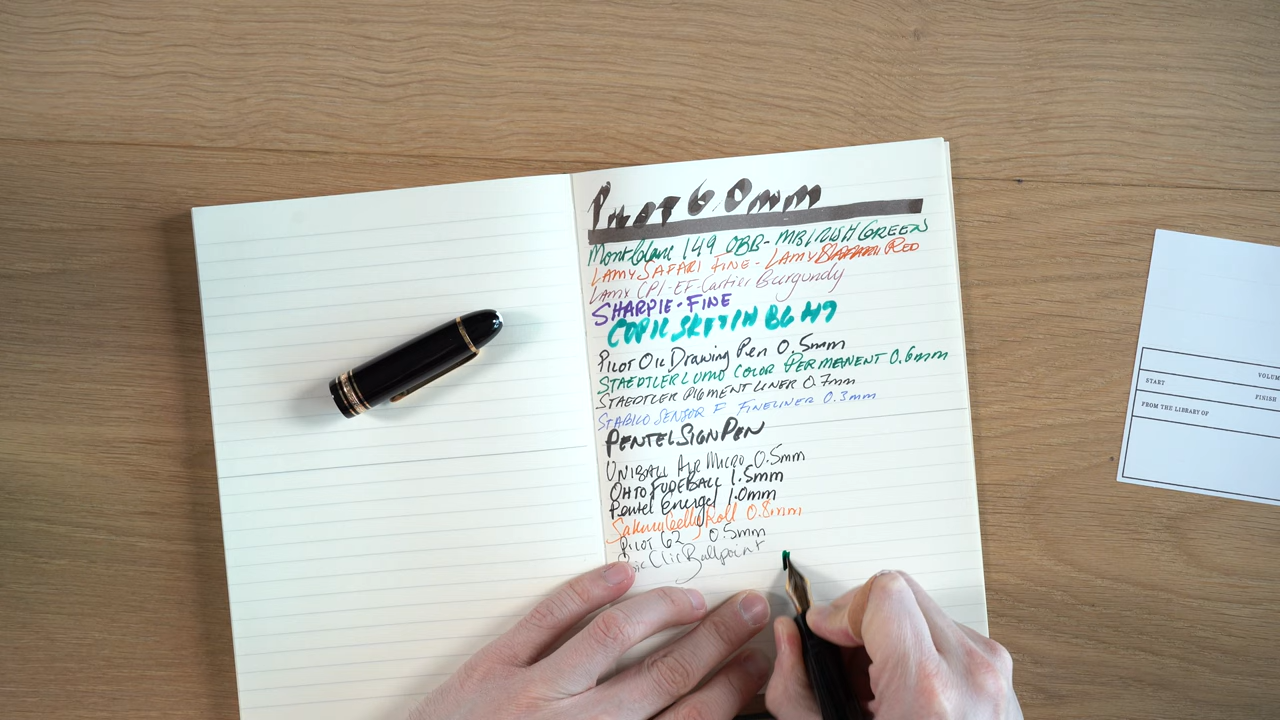 Pilot 6.0mm
Montblanc 149 OBB - MB IRISH GREEN
LAMY SAFARI FINE - LAMY RED
LAMY CP1 - EF - Cartier Burgundy
SHARPIE - FINE
COPIC SKETCH BG49
PILOT OIL Drawing Pen 0.5mm
STAEDTLER LUMO COLOR PERMANENT 0.6mm
STAEDTLER PIGMENT LINER 0.7mm
STABILO SENSOR F FINELINER 0.3mm
PENTEL SIGN PEN
UNIBALL AIR MICRO 0.5mm
OHTO FUDEBALL 1.5mm
Pentel Energel 1.0mm
Sakura Gelly Roll 0.8mm
PILOT G2 0.5mm
Clic Ballpoint
VOLUM
START
FINISH
FROM THE LIBRARY OF